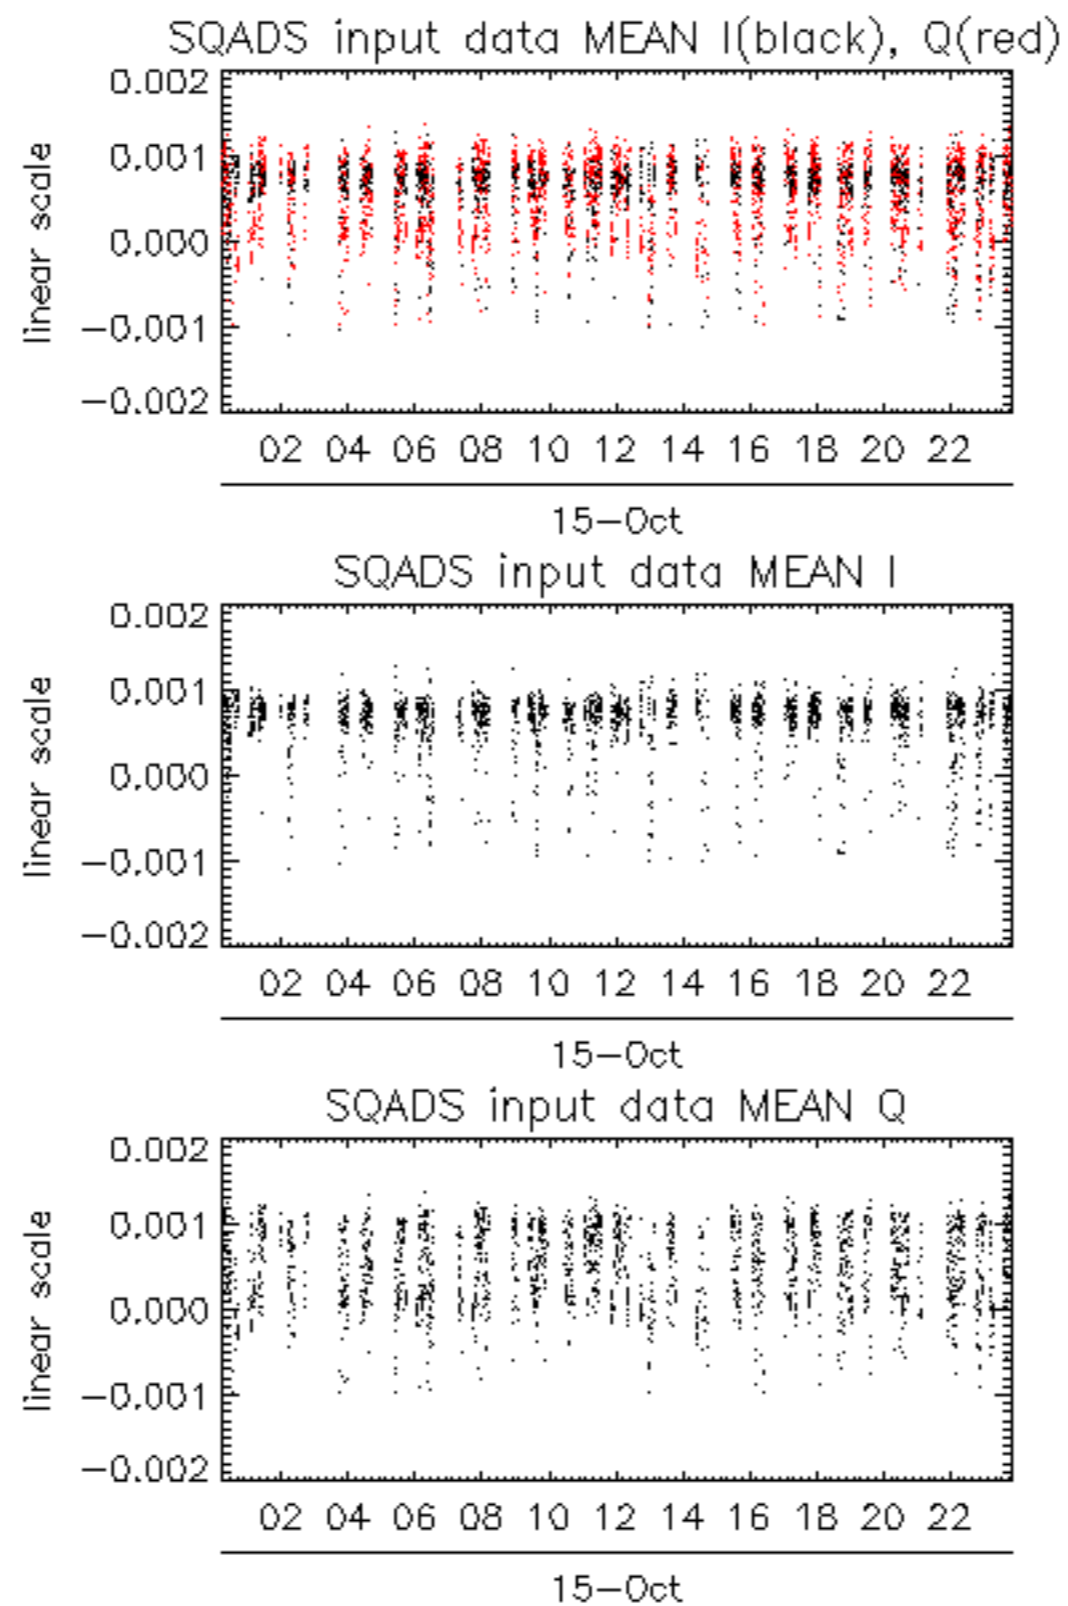 SQADS input data MEAN I(black), Q(red)
0.002
0.001
0.000
−0.001
−0.002
linear scale
02 04 06 08 10 12 14 16 18 20 22
15−Oct
SQADS input data MEAN I
0.002
0.001
0.000
−0.001
−0.002
linear scale
02 04 06 08 10 12 14 16 18 20 22
15−Oct
SQADS input data MEAN Q
0.002
0.001
0.000
−0.001
−0.002
linear scale
02 04 06 08 10 12 14 16 18 20 22
15−Oct